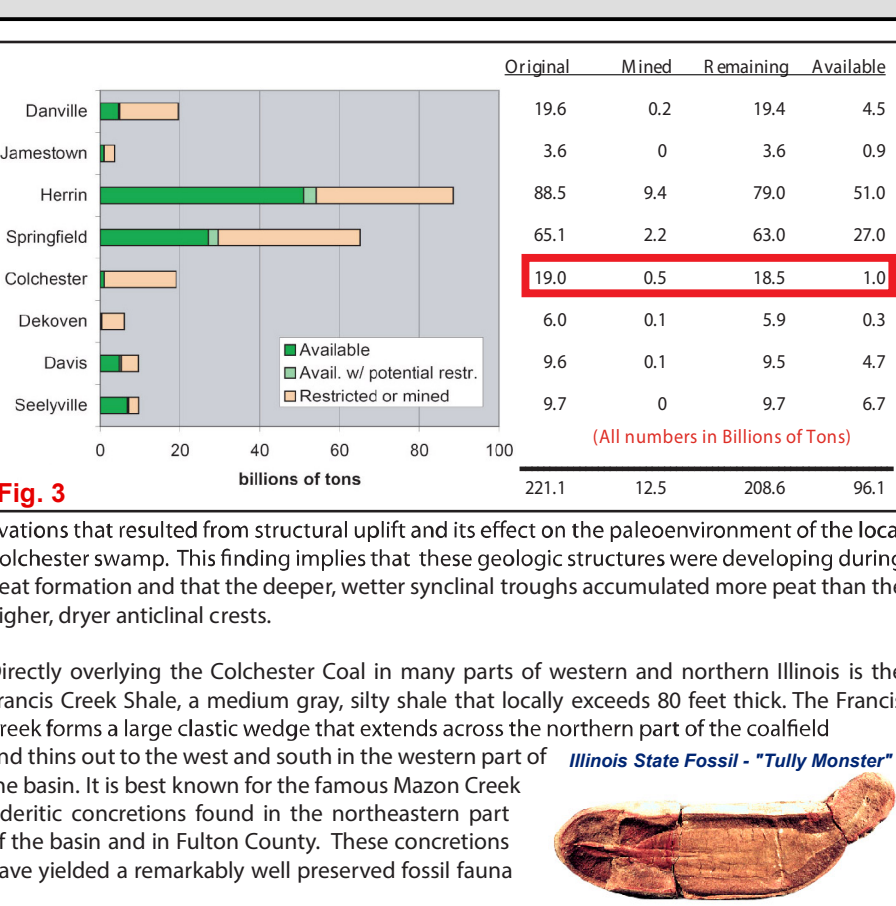 Original Mined Remaining Available
Danville 19.6 0.2 19.4 4.5
Jamestown 3.6 0 3.6 0.9
Herrin 88.5 9.4 79.0 51.0
Springfield 65.1 2.2 63.0 27.0
Colchester 19.0 0.5 18.5 1.0
Dekoven 6.0 0.1 5.9 0.3
Davis 9.6 0.1 9.5 4.7
Seelyville 9.7 0 9.7 6.7
Available
Avail. w/ potential restr.
Restricted or mined
0 20 40 60 80 100
billions of tons
(All numbers in Billions of Tons)
221.1 12.5 208.6 96.1
Fig. 3
vations that resulted from structural uplift and its effect on the paleoenvironment of the loca
olchester swamp. This finding implies that these geologic structures were developing during
eat formation and that the deeper, wetter synclinal troughs accumulated more peat than the
igher, dryer anticlinal crests.
irectly overlying the Colchester Coal in many parts of western and northern Illinois is the
rancis Creek Shale, a medium gray, silty shale that locally exceeds 80 feet thick. The Francis
reek forms a large clastic wedge that extends across the northern part of the coalfield
nd thins out to the west and south in the western part of
he basin. It is best known for the famous Mazon Creek
deritic concretions found in the northeastern part
f the basin and in Fulton County. These concretions
ave yielded a remarkably well preserved fossil fauna
Illinois State Fossil - "Tully Monster"